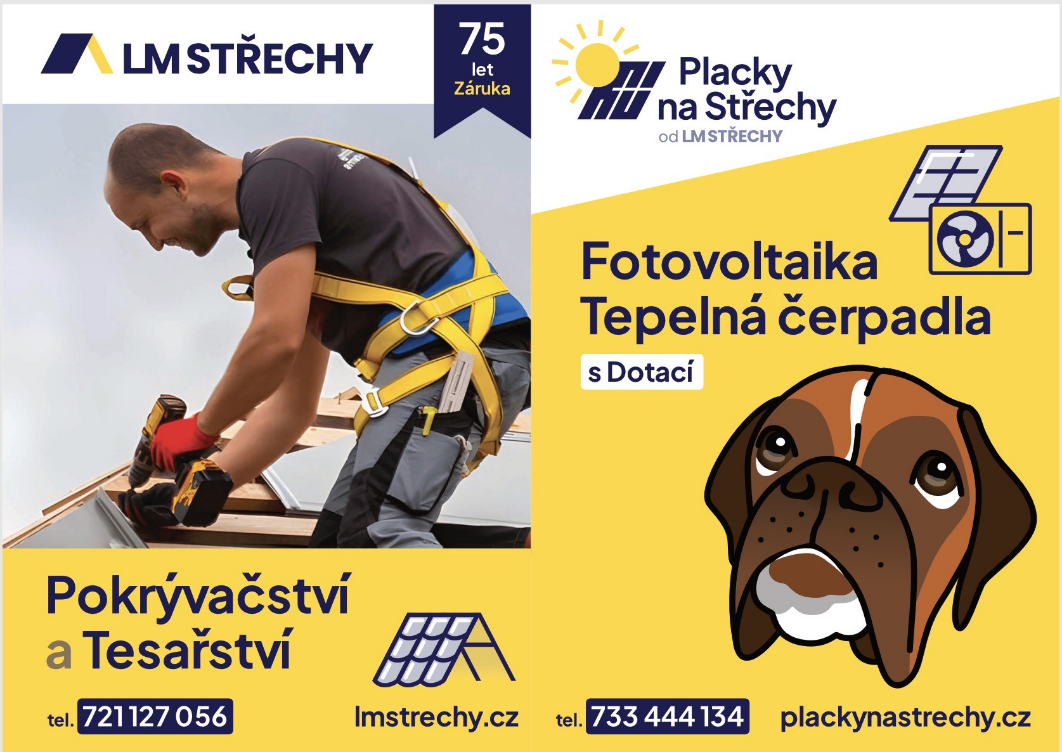 LM STŘECHY
75
let
Záruka
Pokrývačství
a Tesařství
tel. 721 127 056
lmstrechy.cz
Placky
na Střechy
od LM STŘECHY
Fotovoltaika
Tepelná čerpadla
s Dotací
tel. 733 444 134
plackynastrechy.cz